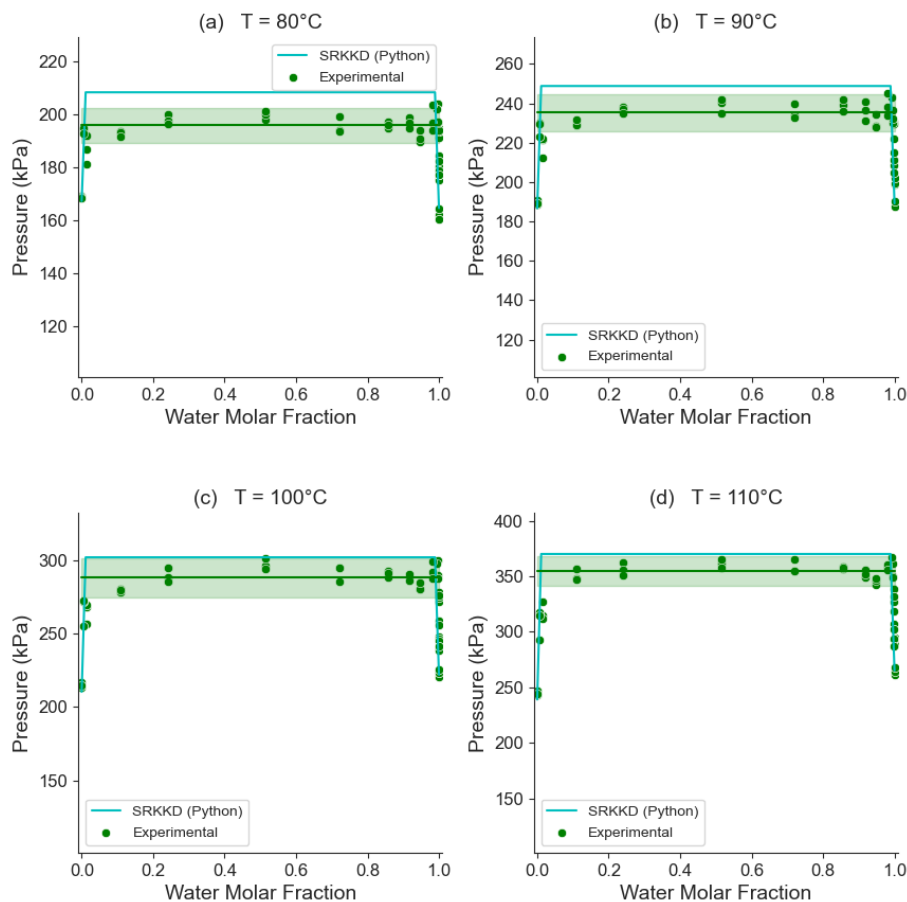 (a)   T = 80°C
SRKKD (Python)
Experimental
220
200
180
160
140
120
Pressure (kPa)
0.0 0.2 0.4 0.6 0.8 1.0
Water Molar Fraction
(b)   T = 90°C
260
240
220
200
180
160
140
120
Pressure (kPa)
SRKKD (Python)
Experimental
0.0 0.2 0.4 0.6 0.8 1.0
Water Molar Fraction
(c)   T = 100°C
300
250
200
150
Pressure (kPa)
SRKKD (Python)
Experimental
0.0 0.2 0.4 0.6 0.8 1.0
Water Molar Fraction
(d)   T = 110°C
400
350
300
250
200
150
Pressure (kPa)
SRKKD (Python)
Experimental
0.0 0.2 0.4 0.6 0.8 1.0
Water Molar Fraction